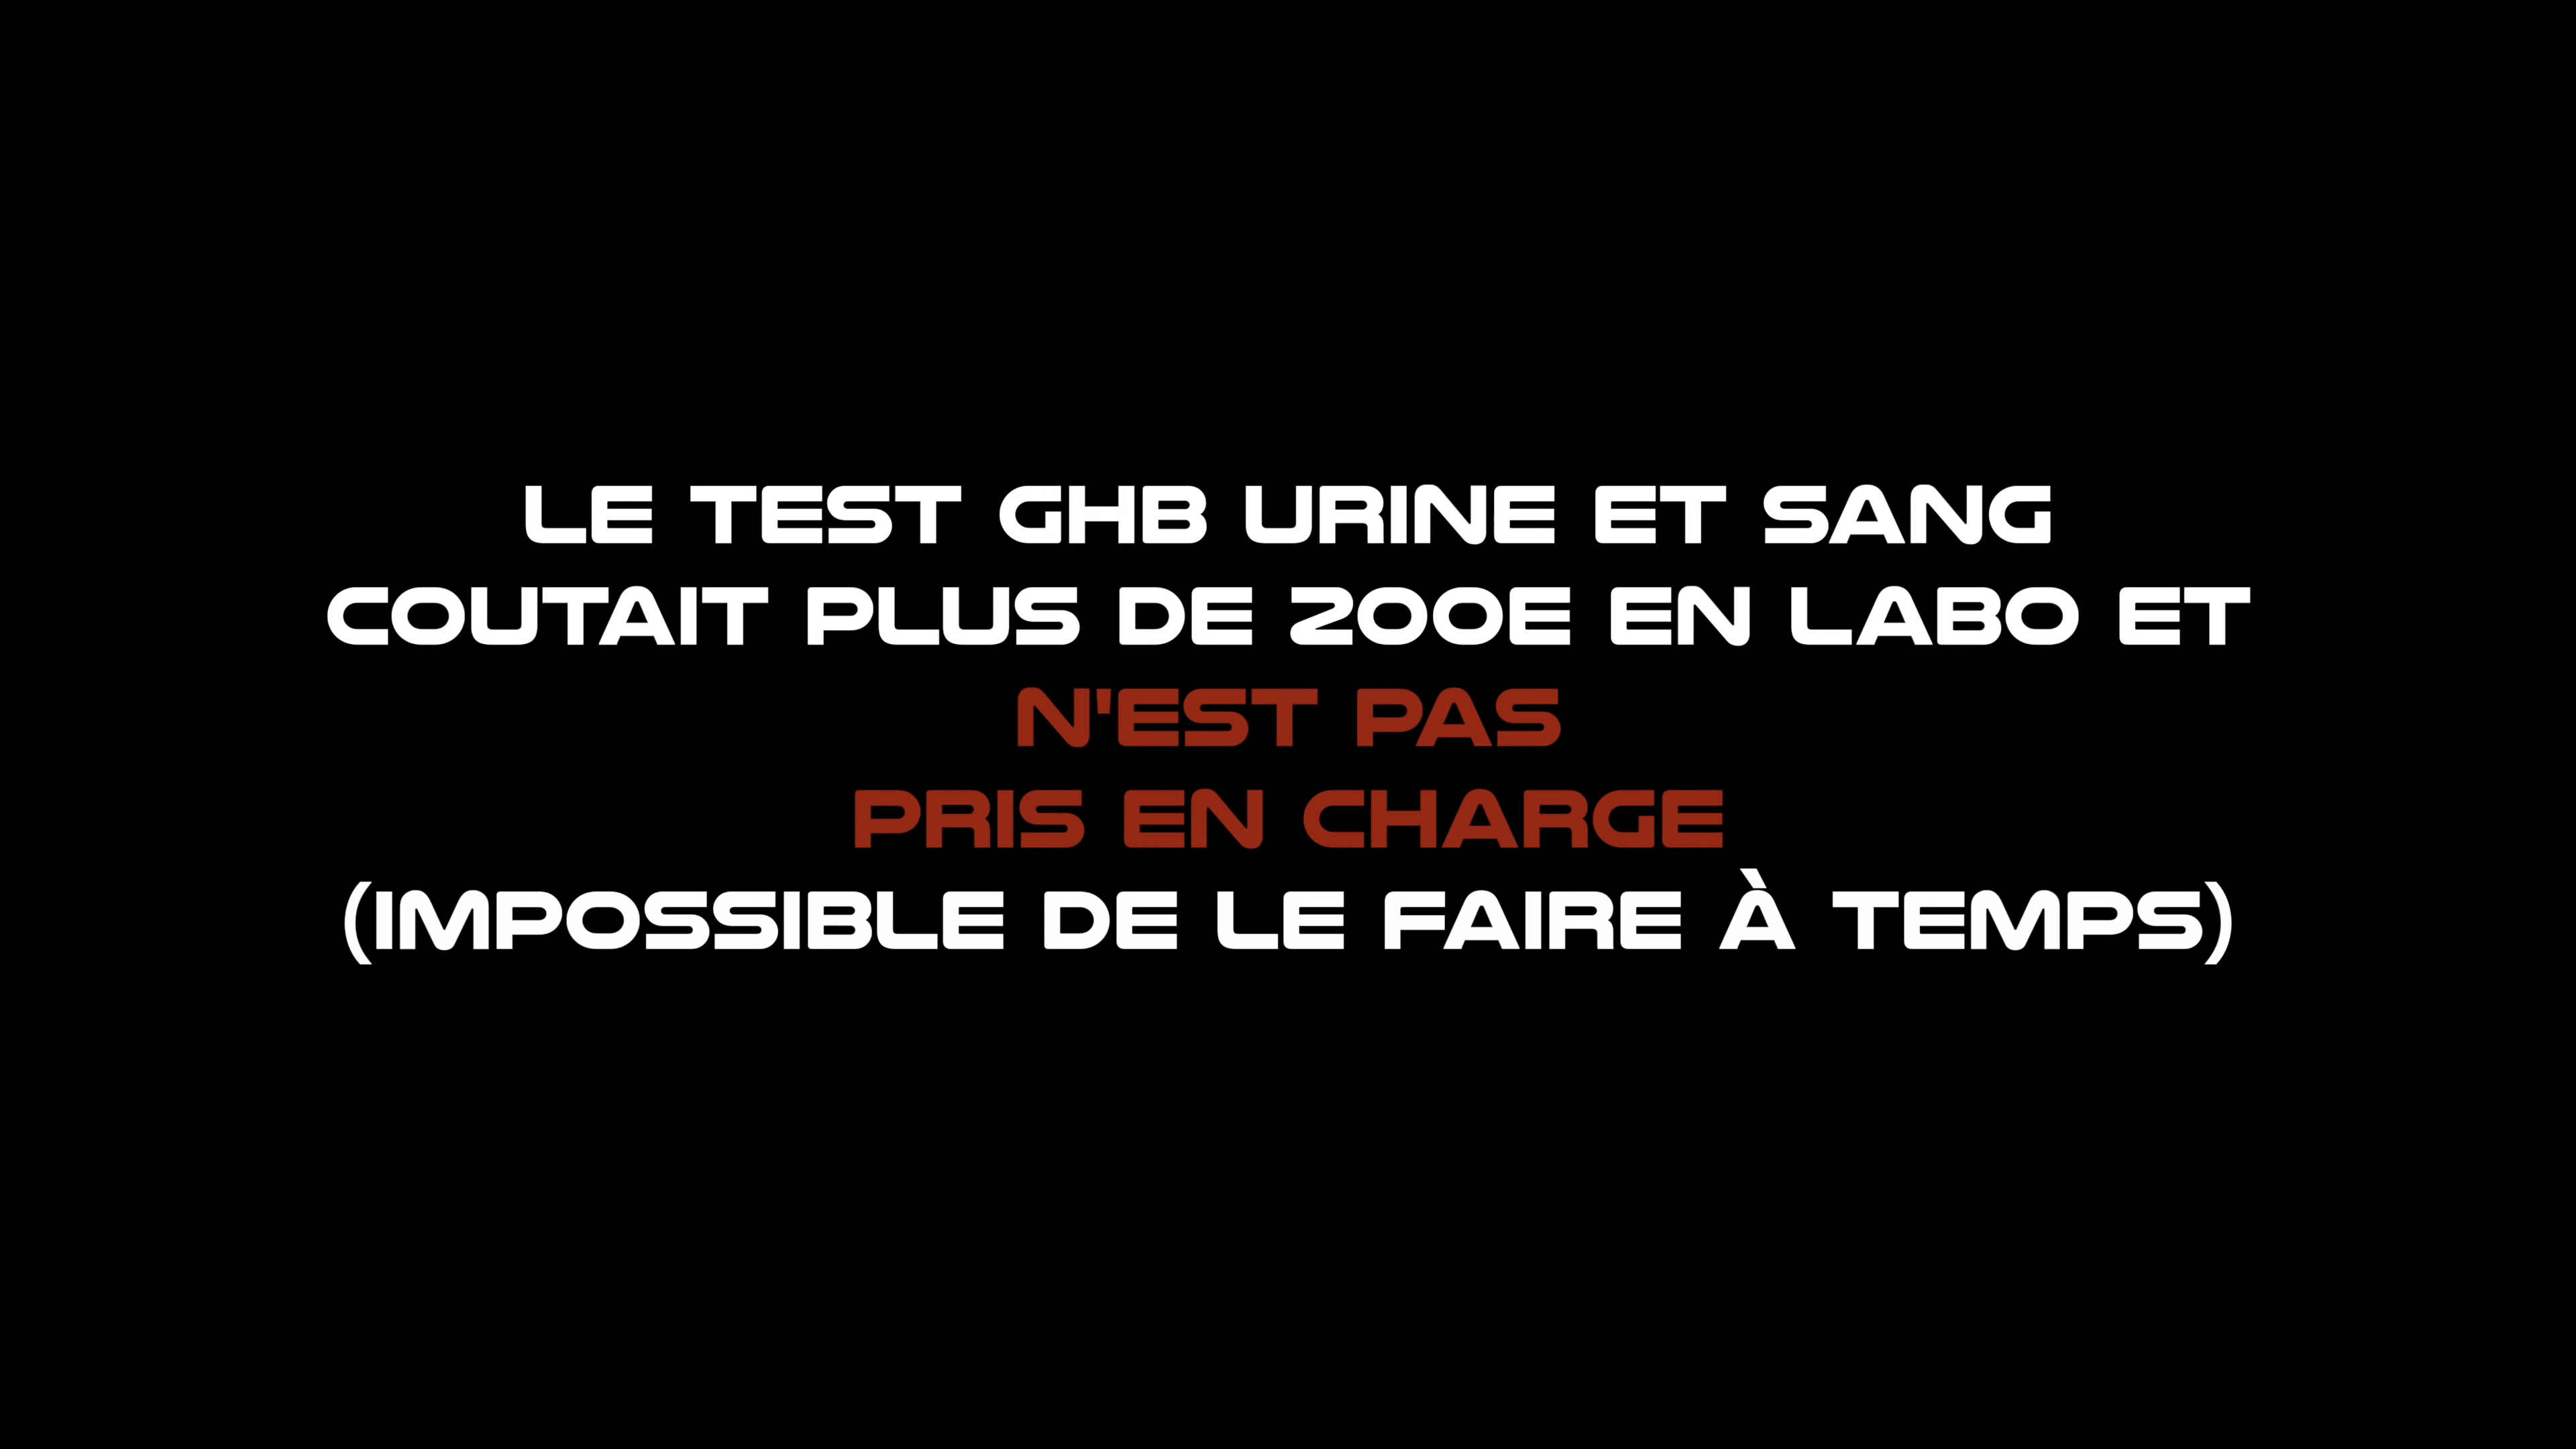 LE TEST GHB URINE ET SANG
COUTAIT PLUS DE 200E EN LABO ET
N'EST PAS
PRIS EN CHARGE
(IMPOSSIBLE DE LE FAIRE À TEMPS)